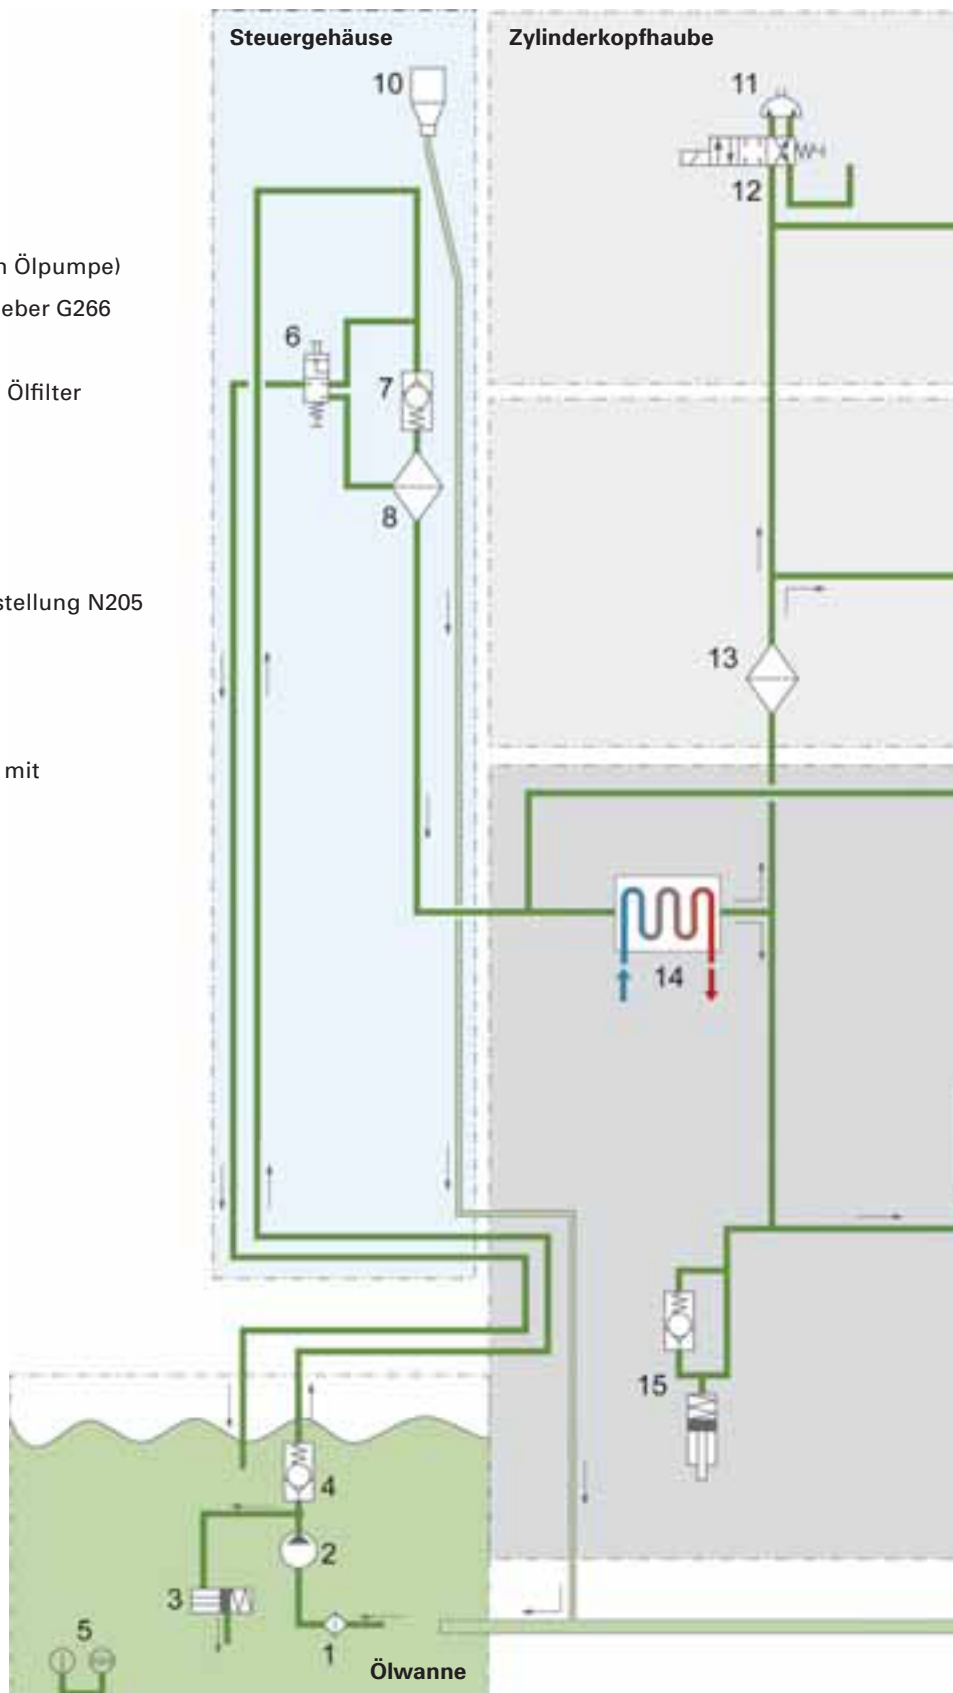 Steuergehäuse
Zylinderkopfhaube
10
11
12
n Ölpumpe)
eber G266
6
7
Ölfilter
8
stellung N205
13
mit
14
15
4
2
3
5
1
Ölwanne